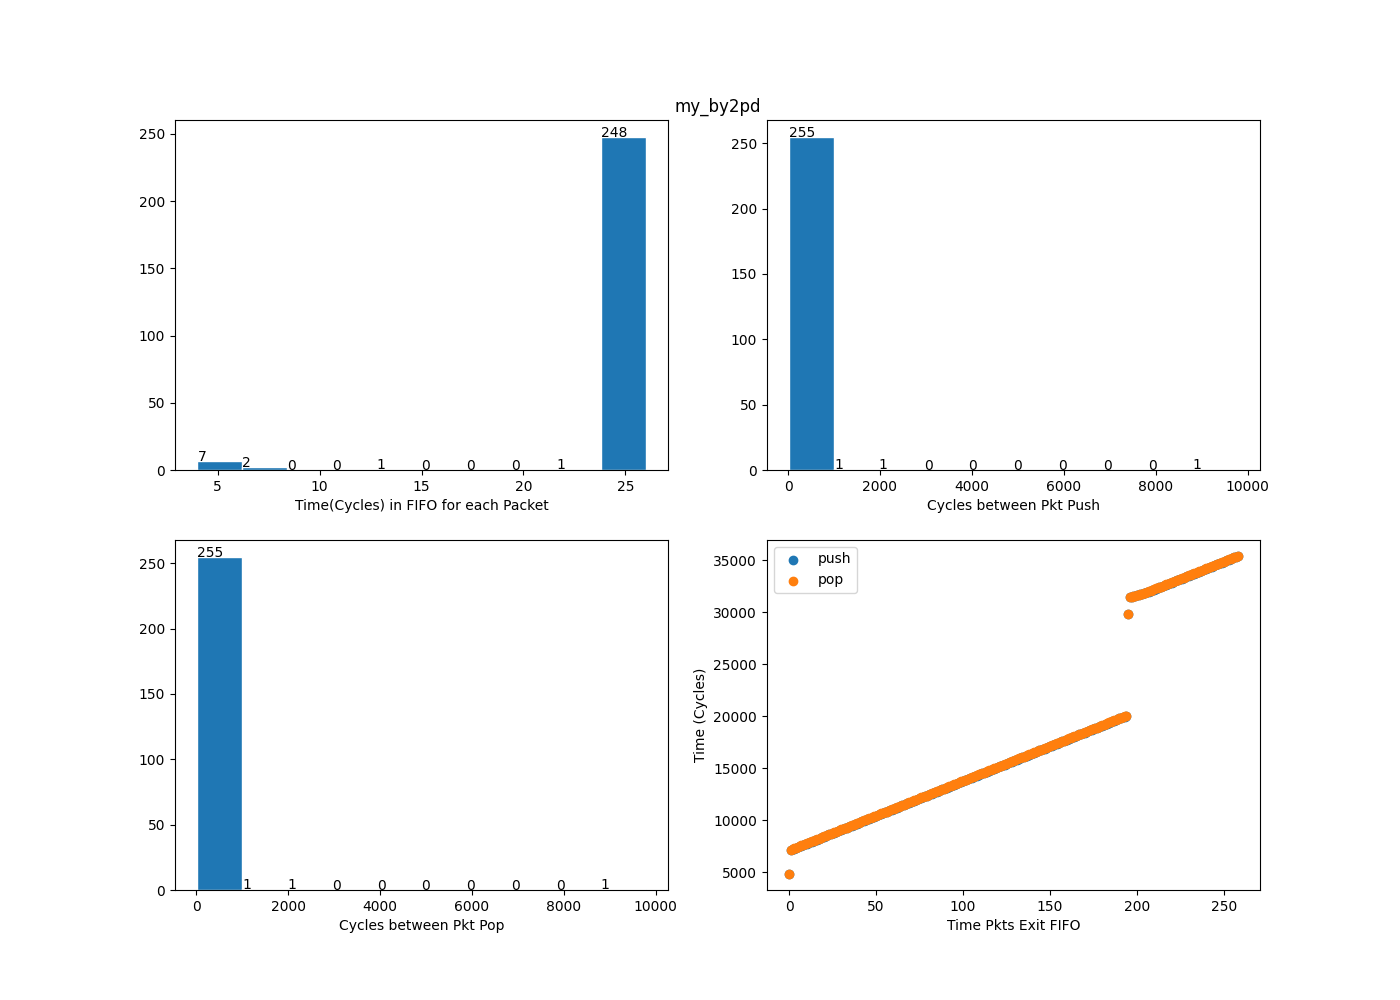 my_by2pd
250
200
150
100
50
0
7 2 0 0 1 0 0 0 1 248
5 10 15 20 25
Time(Cycles) in FIFO for each Packet
250
200
150
100
50
0
255 1 1 0 0 0 0 0 0 1
0 2000 4000 6000 8000 10000
Cycles between Pkt Push
250
200
150
100
50
0
255 1 1 0 0 0 0 0 0 1
0 2000 4000 6000 8000 10000
Cycles between Pkt Pop
push
pop
Time (Cycles)
35000
30000
25000
20000
15000
10000
5000
0 50 100 150 200 250
Time Pkts Exit FIFO